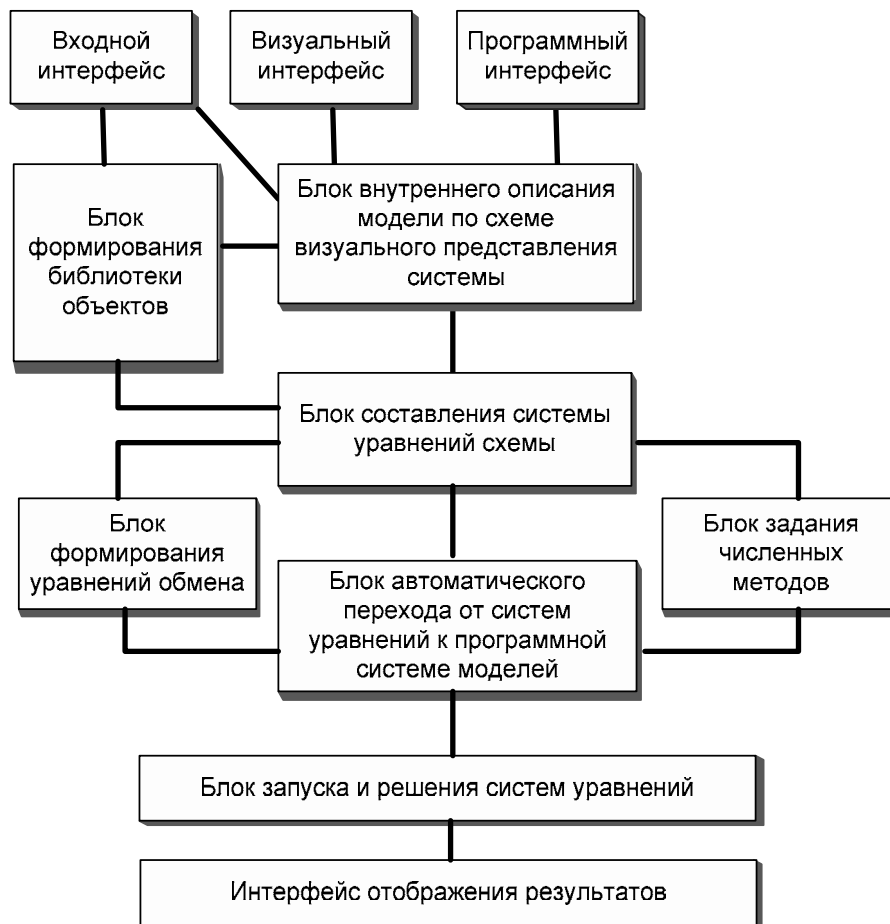 Входной
интерфейс
Визуальный
интерфейс
Программный
интерфейс
Блок
формирования
библиотеки
объектов
Блок внутреннего описания
модели по схеме
визуального представления
системы
Блок составления системы
уравнений схемы
Блок
формирования
уравнений обмена
Блок автоматического
перехода от систем
уравнений к программной
системе моделей
Блок задания
численных
методов
Блок запуска и решения систем уравнений
Интерфейс отображения результатов